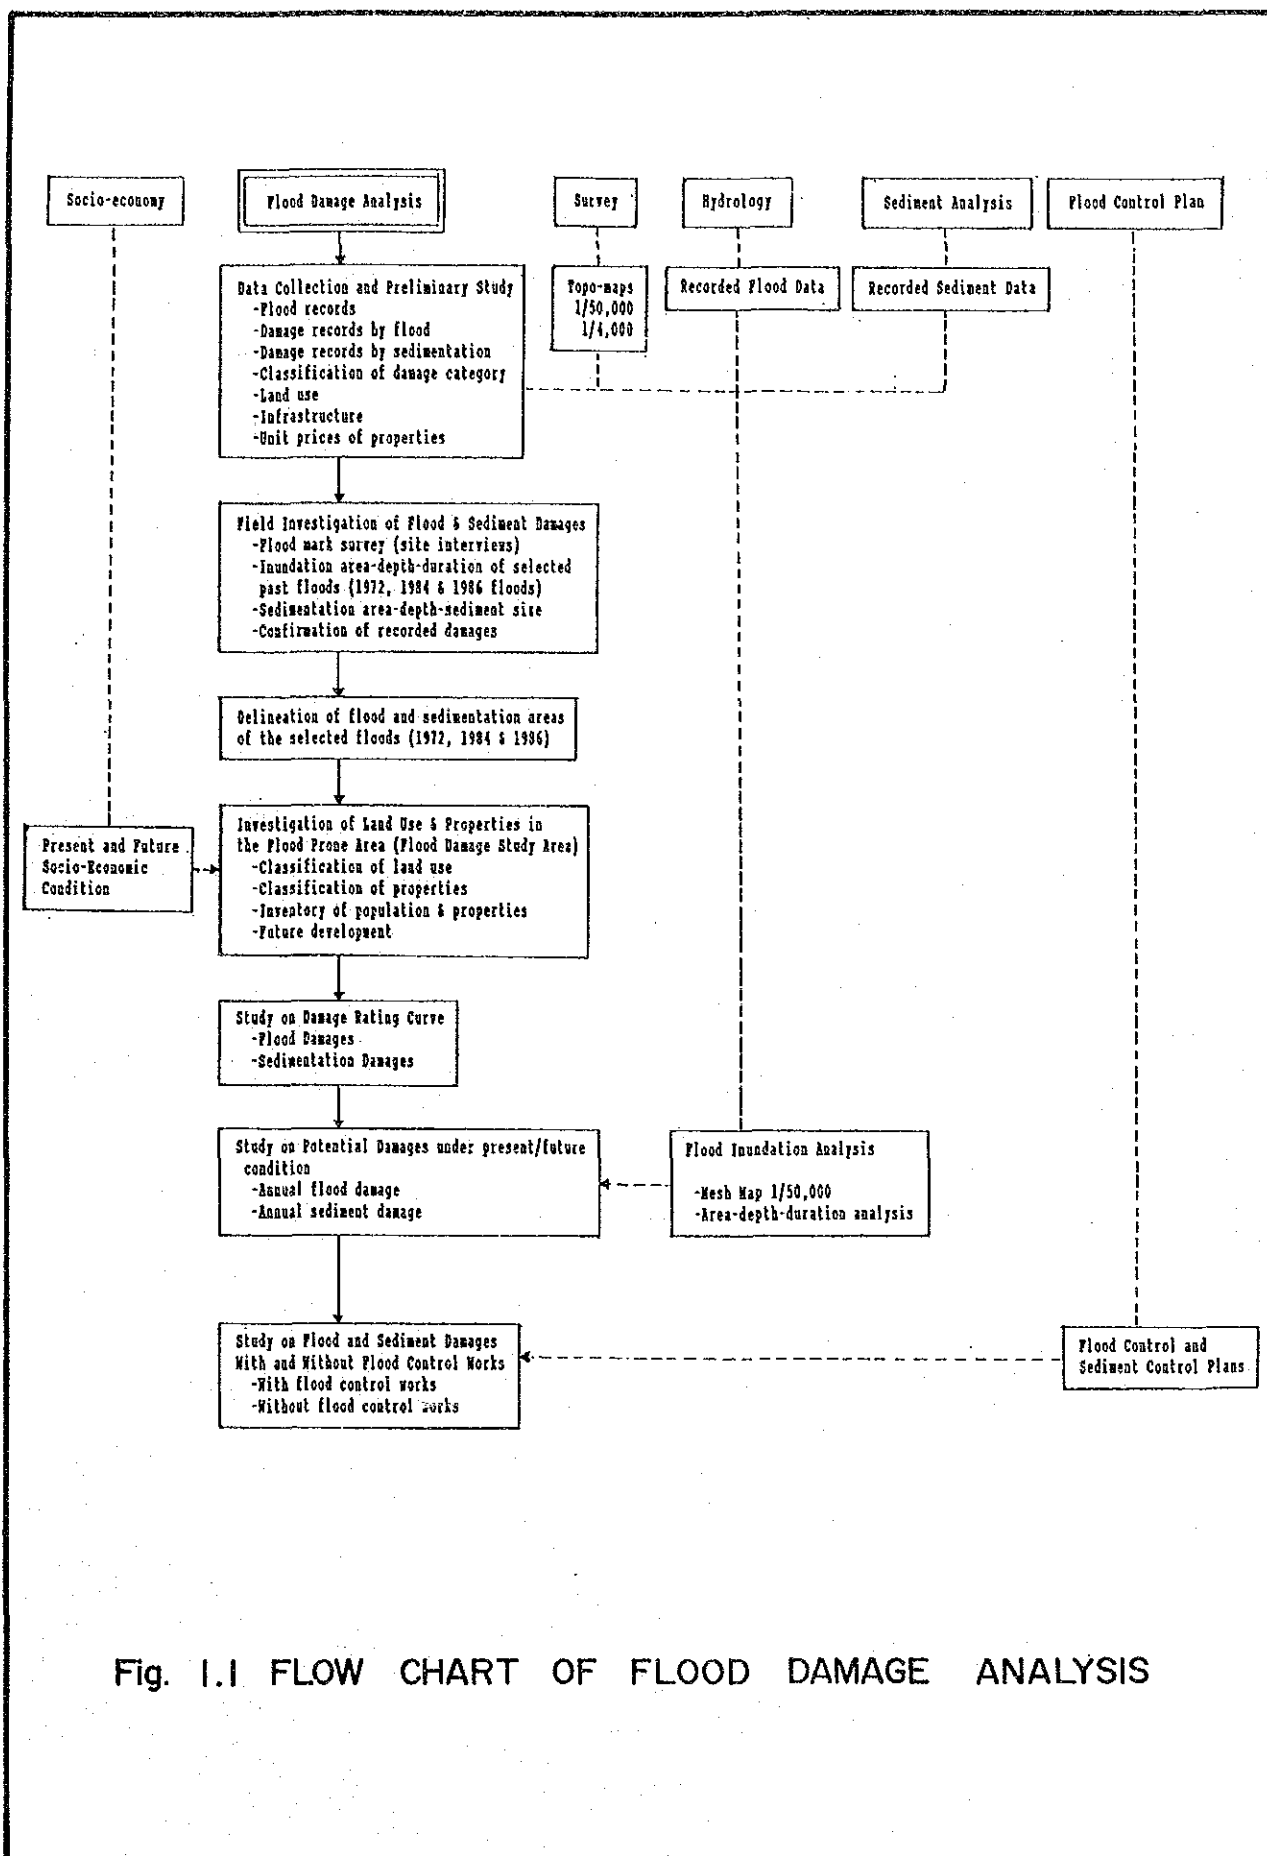 Socio-economy
Flood Damage Analysis
Survey
Hydrology
Sediment Analysis
Flood Control Plan
Data Collection and Preliminary Study
-Flood records
-Damage records by flood
-Damage records by sedimentation
-Classification of damage category
-Land use
-Infrastructure
-Unit prices of properties
Topo-maps
1/50,000
1/4,000
Recorded Flood Data
Recorded Sediment Data
Field Investigation of Flood & Sediment Damages
-Flood mark survey (site interviews)
-Inundation area-depth-duration of selected
past floods (1972, 1984 & 1986 floods)
-Sedimentation area-depth-sediment size
-Confirmation of recorded damages
Delineation of flood and sedimentation areas
of the selected floods (1972, 1984 & 1986)
Present and Future
Socio-Economic
Condition
Investigation of Land Use & Properties in
the Flood Prone Area (Flood Damage Study Area)
-Classification of land use
-Classification of properties
-Inventory of population & properties
-Future development
Study on Damage Rating Curve
-Flood Damages
-Sedimentation Damages
Study on Potential Damages under present/future
condition
-Annual flood damage
-Annual sediment damage
Flood Inundation Analysis
-Mesh Map 1/50,000
-Area-depth-duration analysis
Study on Flood and Sediment Damages
With and Without Flood Control Works
-With flood control works
-Without flood control works
Flood Control and
Sediment Control Plans
Fig. 1.1 FLOW CHART OF FLOOD DAMAGE ANALYSIS